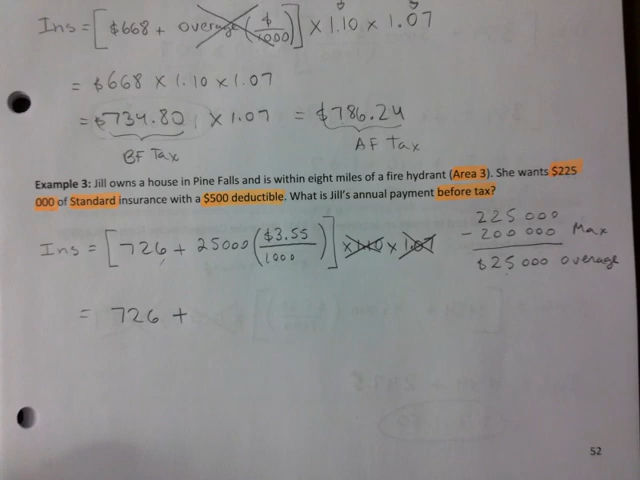 Ins = [$668 + overage ($/1000)] × 1.10 × 1.07
= $668 × 1.10 × 1.07
= $734.80 × 1.07 = $786.24
BF Tax
AF Tax
Example 3: Jill owns a house in Pine Falls and is within eight miles of a fire hydrant (Area 3). She wants $225
000 of Standard insurance with a $500 deductible. What is Jill's annual payment before tax?
Ins = [726 + 25000 ($3.55/1000)] × 1.10 × 1.07
225 000
- 200 000 Max
$25 000 overage
= 726 +
52